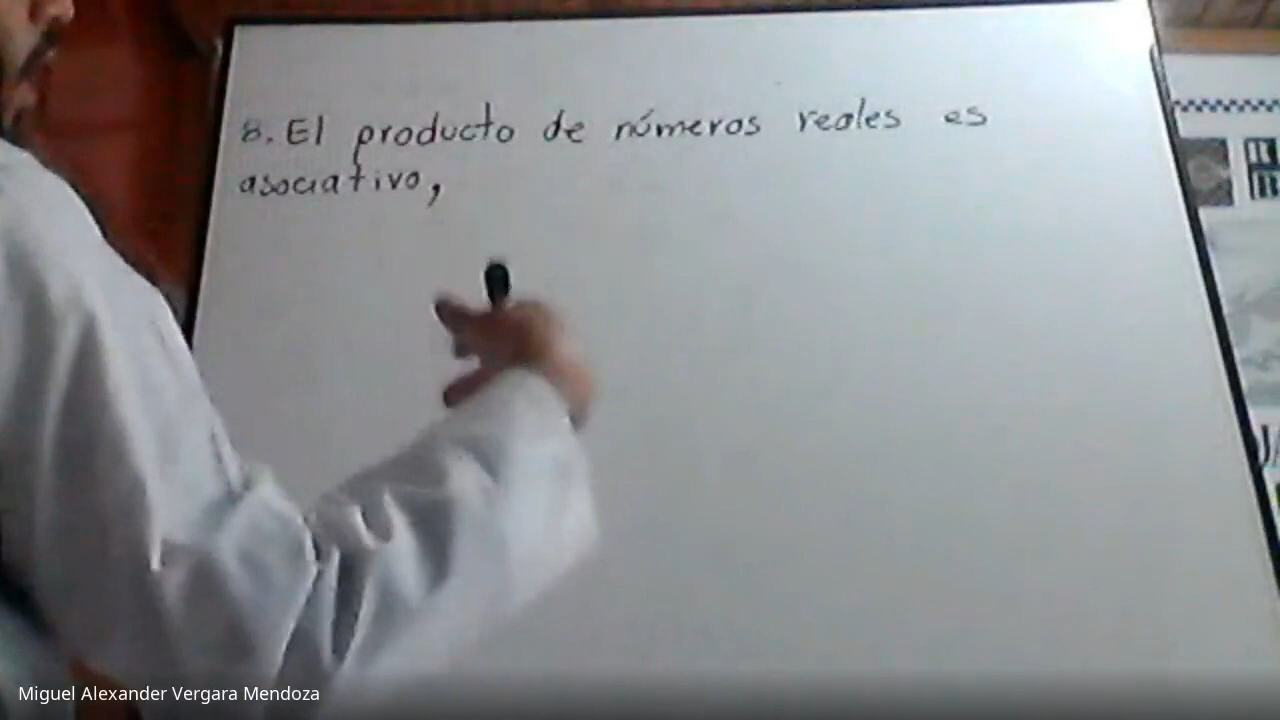 8. El producto de números reales es
asociativo,
Miguel Alexander Vergara Mendoza